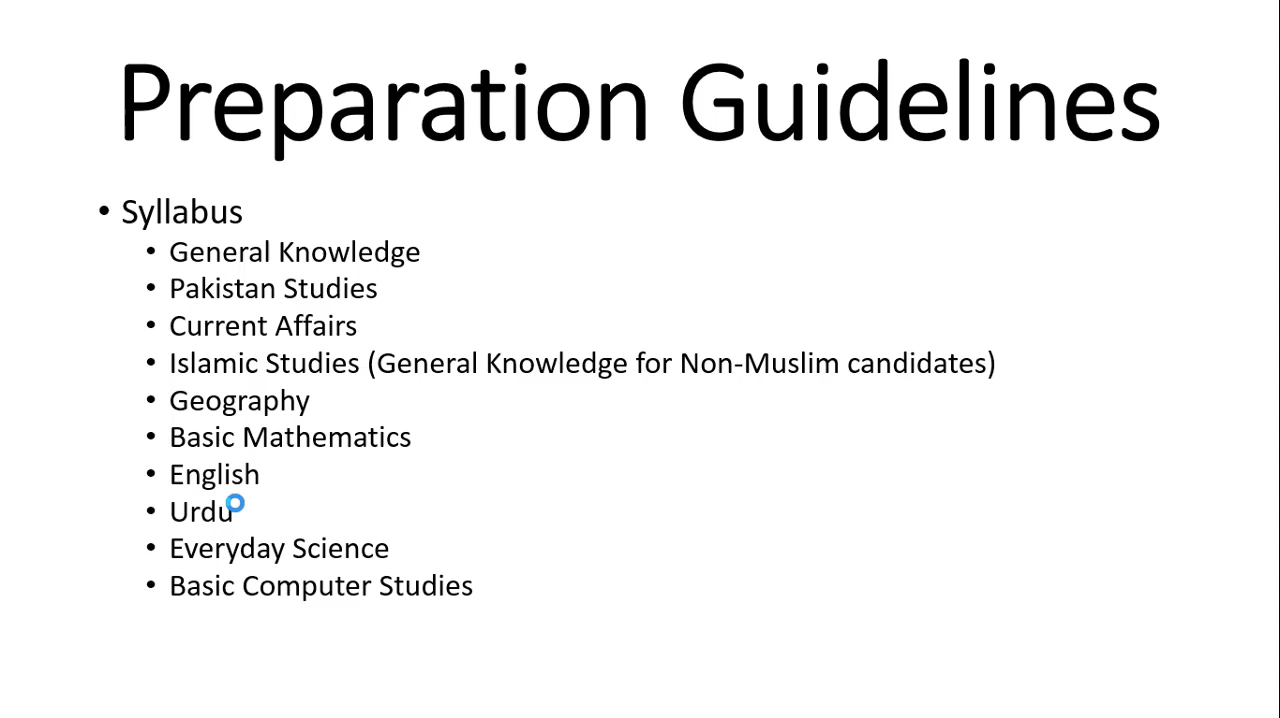 Preparation Guidelines
• Syllabus
• General Knowledge
• Pakistan Studies
• Current Affairs
• Islamic Studies (General Knowledge for Non-Muslim candidates)
• Geography
• Basic Mathematics
• English
• Urdu
• Everyday Science
• Basic Computer Studies